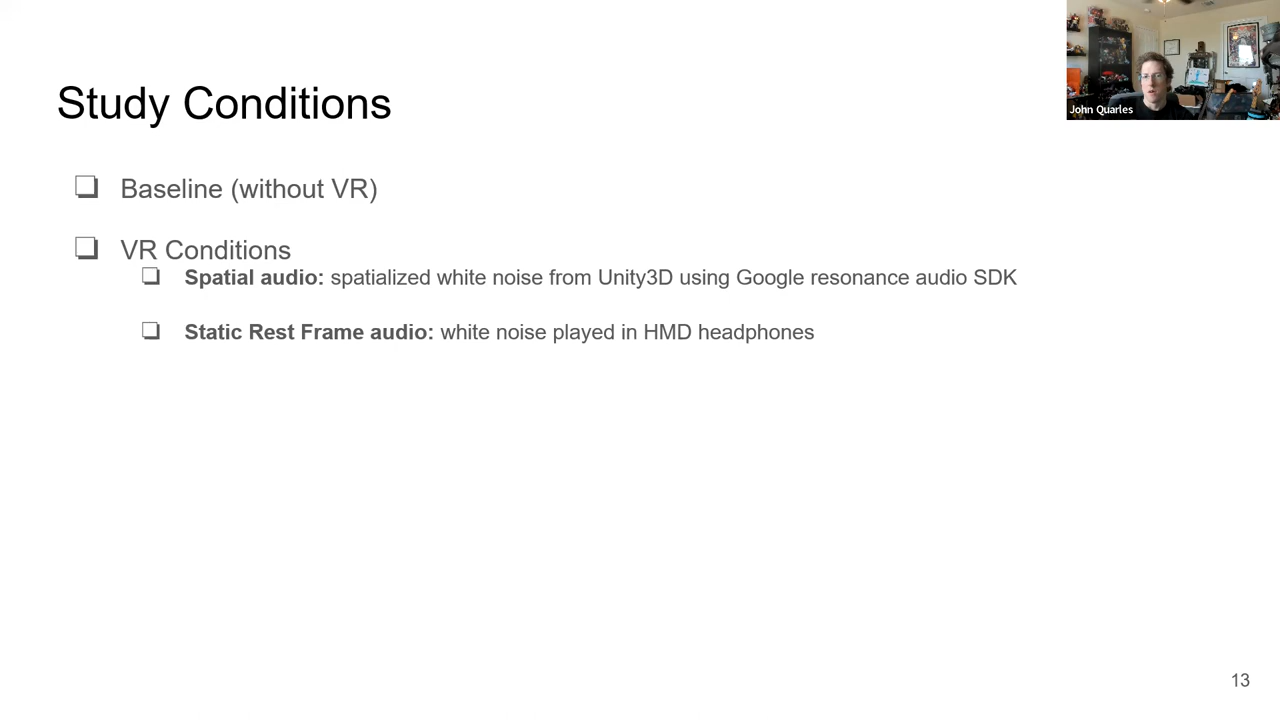 John Quarles
Study Conditions
❏ Baseline (without VR)
❏ VR Conditions
❏ Spatial audio: spatialized white noise from Unity3D using Google resonance audio SDK
❏ Static Rest Frame audio: white noise played in HMD headphones
13